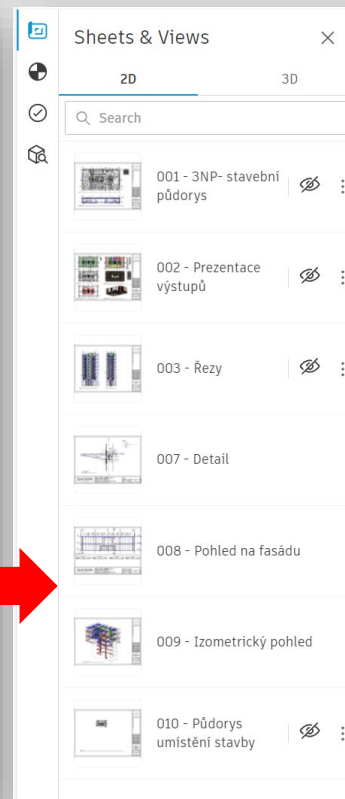 Sheets & Views
2D
3D
Search
001 - 3NP- stavební
půdorys
002 - Prezentace
výstupů
003 - Řezy
007 - Detail
008 - Pohled na fasádu
009 - Izometrický pohled
010 - Půdorys
umístění stavby